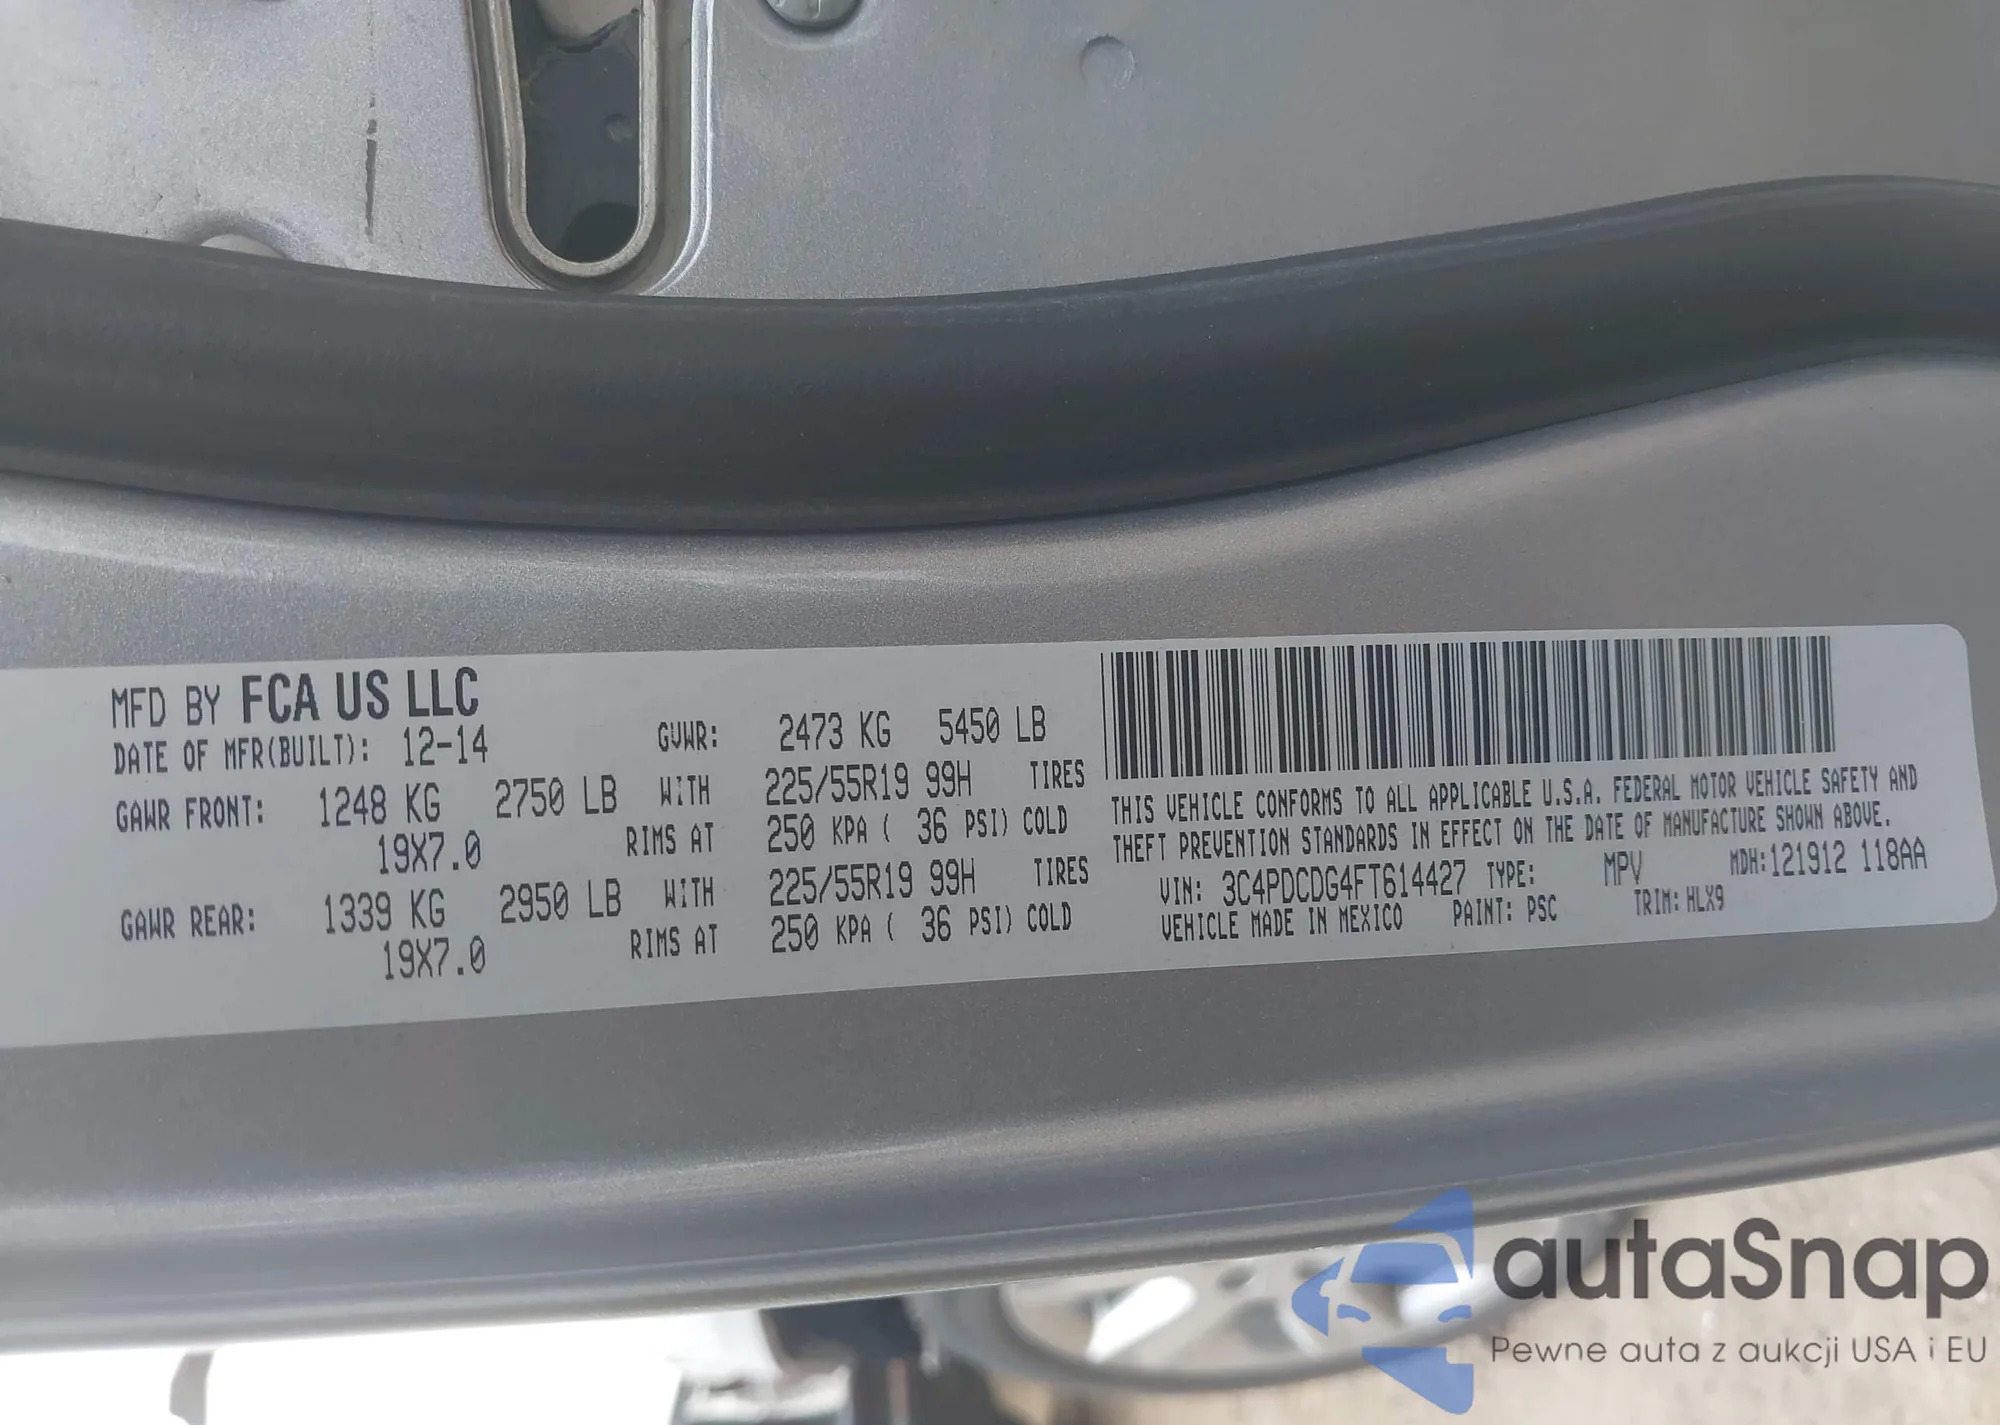 MFD BY FCA US LLC
DATE OF MFR(BUILT): 12-14 GVWR: 2473 KG 5450 LB
GAWR FRONT: 1248 KG 2750 LB WITH 225/55R19 99H TIRES
19X7.0 RIMS AT 250 KPA ( 36 PSI) COLD
GAWR REAR: 1339 KG 2950 LB WITH 225/55R19 99H TIRES
19X7.0 RIMS AT 250 KPA ( 36 PSI) COLD
THIS VEHICLE CONFORMS TO ALL APPLICABLE U.S.A. FEDERAL MOTOR VEHICLE SAFETY AND
THEFT PREVENTION STANDARDS IN EFFECT ON THE DATE OF MANUFACTURE SHOWN ABOVE.
VIN: 3C4PDCDG4FT614427 TYPE: MPV MDH:121912 118AA
VEHICLE MADE IN MEXICO PAINT: PSC TRIM: HLX9
autaSnap
Pewne auta z aukcji USA i EU